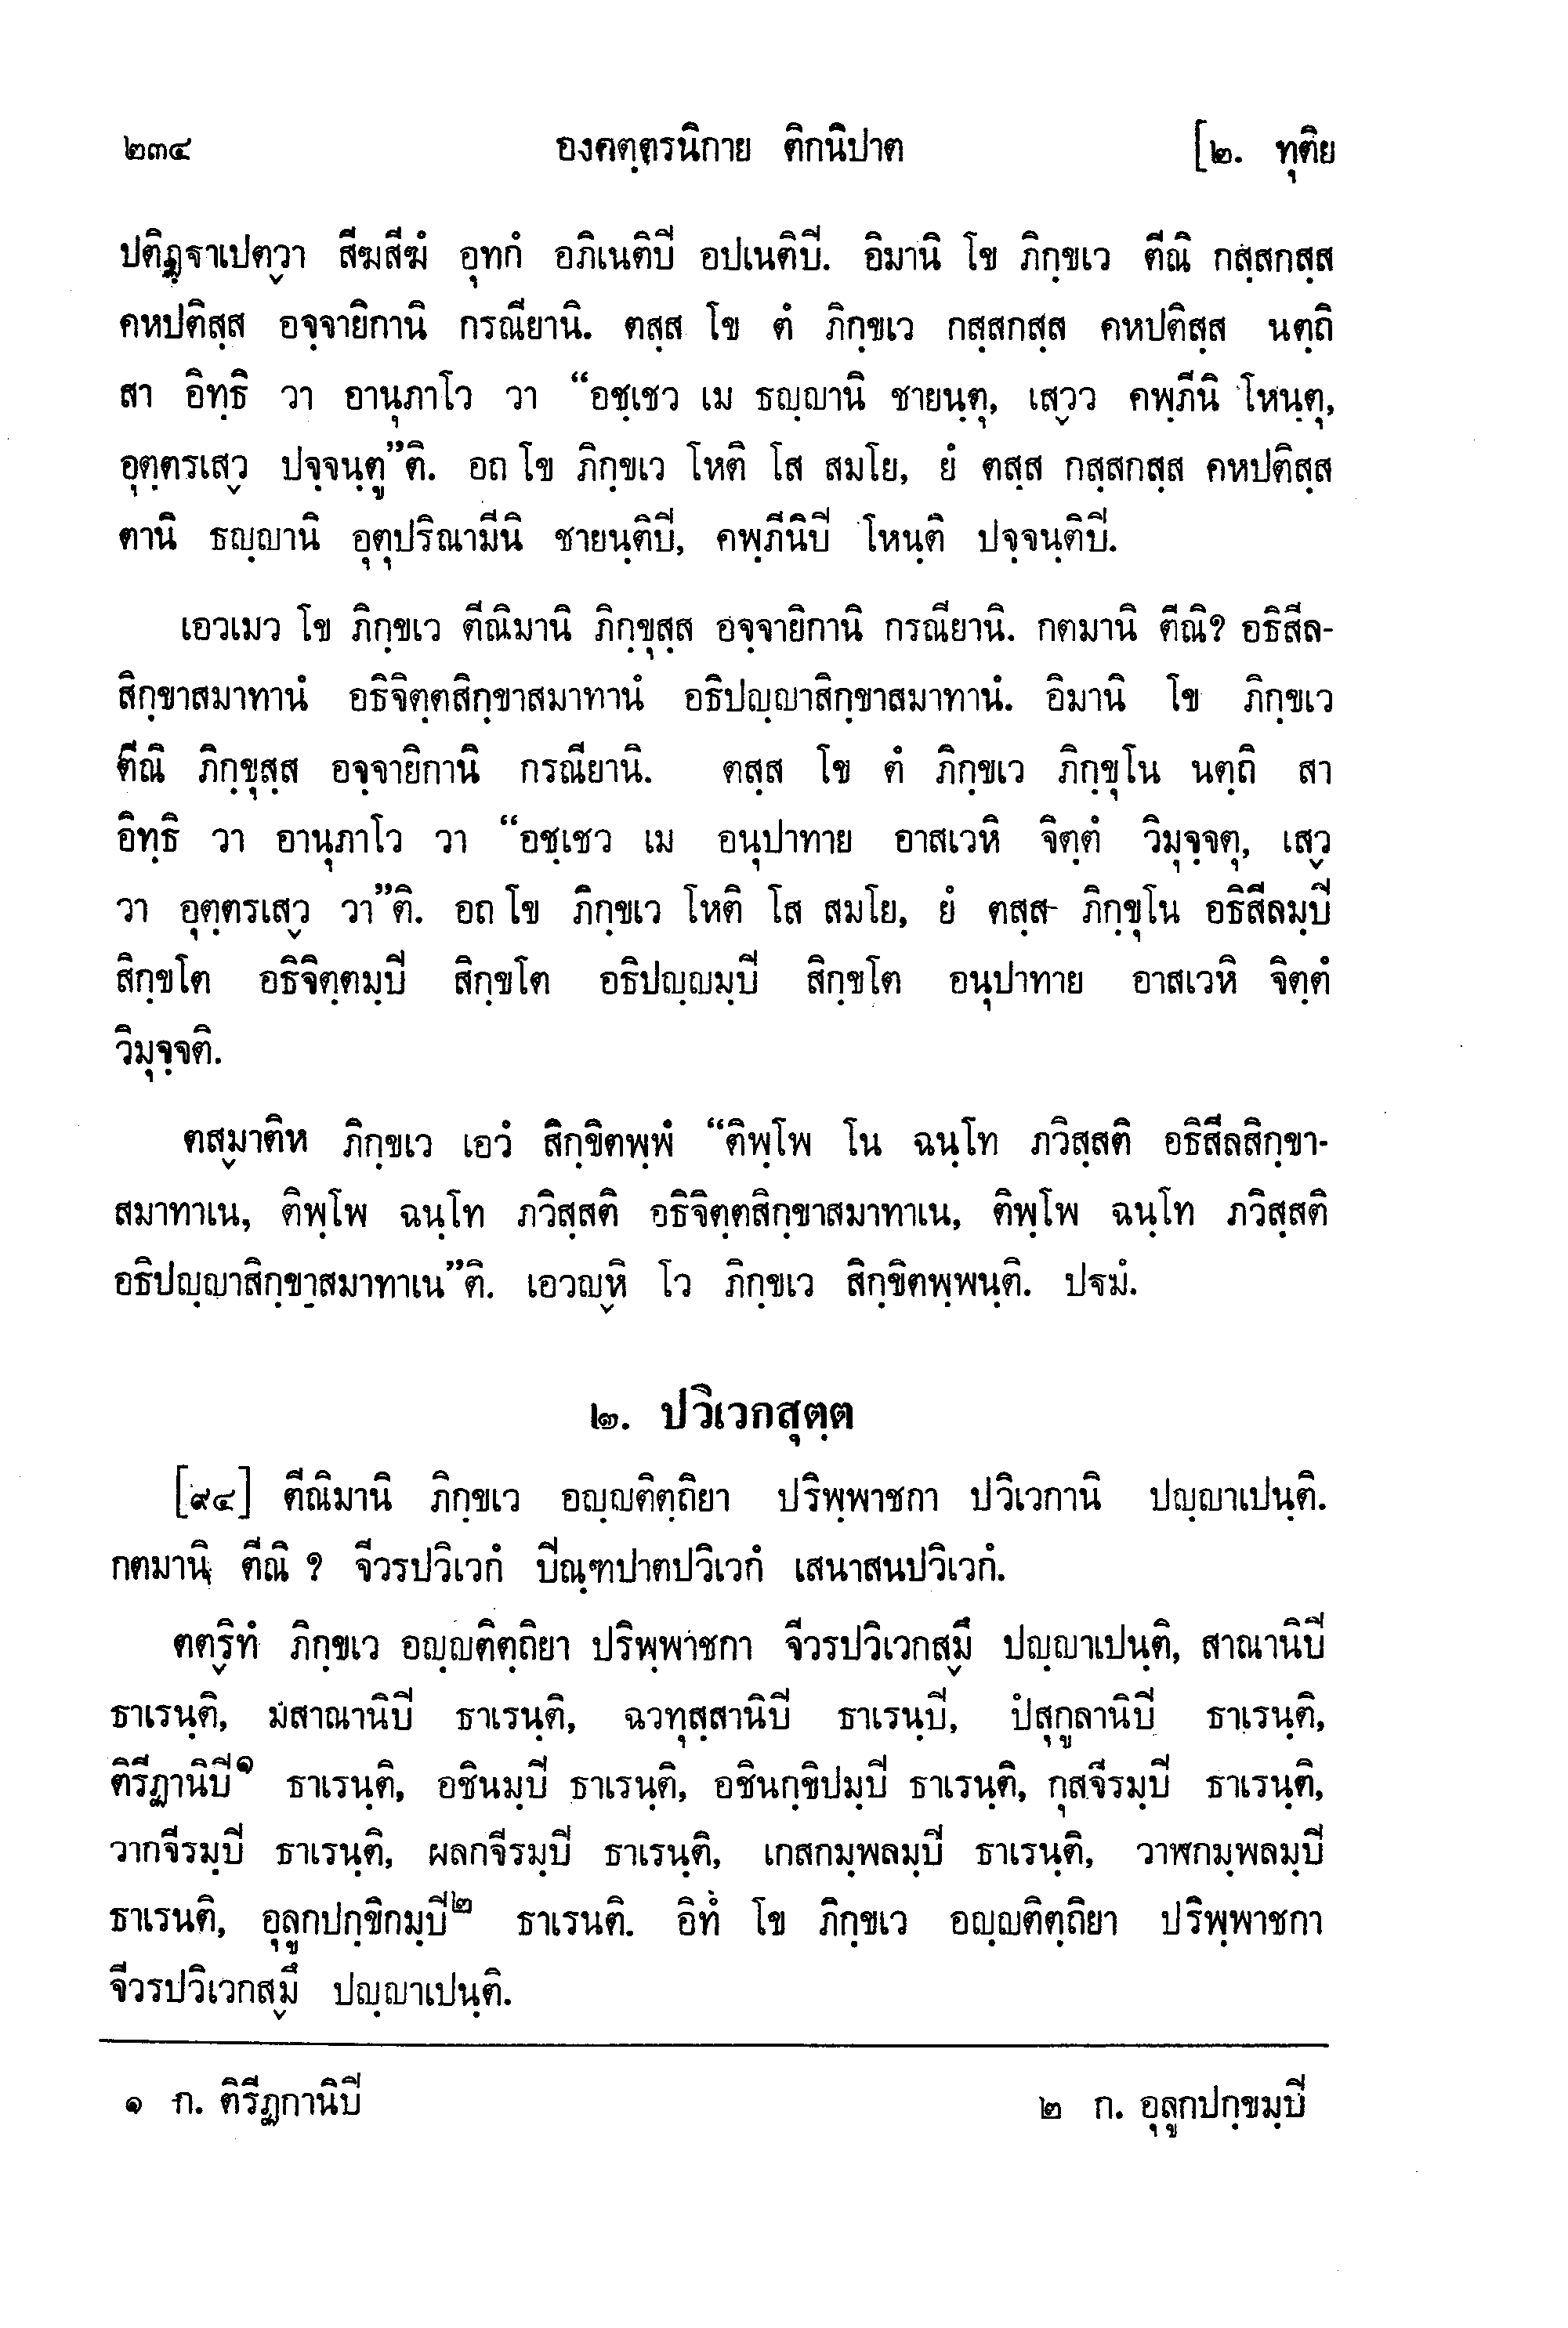 ๒๓๔ องฺคตฺตรนิกาย ติกนิปาต [๒. ทุติย
ปติฏฺฐาเปต๎วา สีฆสีฆํ อุทกํ อภิเนติปิ อปเนติปิ. อิมานิ โข ภิกฺขเว ตีณิ กสฺสกสฺส
คหปติสฺส อจฺจายิกานิ กรณียานิ. ตสฺส โข ตํ ภิกฺขเว กสฺสกสฺส คหปติสฺส นตฺถิ
สา อิทฺธิ วา อานุภาโว วา “อชฺเชว เม ธญฺญานิ ชายนฺตุ, เส๎วว คพฺภีนิ โหนฺตุ,
อุตฺตรเส๎ว ปจฺจนฺตู”ติ. อถ โข ภิกฺขเว โหติ โส สมโย, ยํ ตสฺส กสฺสกสฺส คหปติสฺส
ตานิ ธญฺญานิ อุตุปริณามีนิ ชายนฺติปิ, คพฺภีนิปิ โหนฺติ ปจฺจนฺติปิ.
เอวเมว โข ภิกฺขเว ตีณิมานิ ภิกฺขุสฺส อจฺจายิกานิ กรณียานิ. กตมานิ ตีณิ? อธิสีล-
สิกฺขาสมาทานํ อธิจิตฺตสิกฺขาสมาทานํ อธิปญฺญาสิกฺขาสมาทานํ. อิมานิ โข ภิกฺขเว
ตีณิ ภิกฺขุสฺส อจฺจายิกานิ กรณียานิ. ตสฺส โข ตํ ภิกฺขเว ภิกฺขุโน นตฺถิ สา
อิทฺธิ วา อานุภาโว วา “อชฺเชว เม อนุปาทาย อาสเวหิ จิตฺตํ วิมุจฺจตุ, เส๎ว
วา อุตฺตรเส๎ว วา”ติ. อถ โข ภิกฺขเว โหติ โส สมโย, ยํ ตสฺส ภิกฺขุโน อธิสีลมฺปิ
สิกฺขโต อธิจิตฺตมฺปิ สิกฺขโต อธิปญฺญมฺปิ สิกฺขโต อนุปาทาย อาสเวหิ จิตฺตํ
วิมุจฺจติ.
ตส๎มาติห ภิกฺขเว เอวํ สิกฺขิตพฺพํ “ติพฺโพ โน ฉนฺโท ภวิสฺสติ อธิสีลสิกฺขา-
สมาทาเน, ติพฺโพ ฉนฺโท ภวิสฺสติ อธิจิตฺตสิกฺขาสมาทาเน, ติพฺโพ ฉนฺโท ภวิสฺสติ
อธิปญฺญาสิกฺขาสมาทาเน”ติ. เอวญ๎หิ โว ภิกฺขเว สิกฺขิตพฺพนฺติ. ปฐมํ.
๒. ปวิเวกสุตฺต
[๙๔] ตีณิมานิ ภิกฺขเว อญฺญติตฺถิยา ปริพฺพาชกา ปวิเวกานิ ปญฺญาเปนฺติ.
กตมานิ ตีณิ ? จีวรปวิเวกํ ปิณฺฑปาตปวิเวกํ เสนาสนปวิเวกํ.
ตต๎ริทํ ภิกฺขเว อญฺญติตฺถิยา ปริพฺพาชกา จีวรปวิเวกส๎มึ ปญฺญาเปนฺติ, สาณานิปิ
ธาเรนฺติ, มสาณานิปิ ธาเรนฺติ, ฉวทุสฺสานิปิ ธาเรนฺปิ, ปํสุกูลานิปิ ธาเรนฺติ,
ติรีฏานิปิ๑ ธาเรนฺติ, อชินมฺปิ ธาเรนฺติ, อชินกฺขิปมฺปิ ธาเรนฺติ, กุสจีรมฺปิ ธาเรนฺติ,
วากจีรมฺปิ ธาเรนฺติ, ผลกจีรมฺปิ ธาเรนฺติ, เกสกมฺพลมฺปิ ธาเรนฺติ, วาฬกมฺพลมฺปิ
ธาเรนติ, อุลูกปกฺขิกมฺปิ๒ ธาเรนติ. อิทํ โข ภิกฺขเว อญฺญติตฺถิยา ปริพฺพาชกา
จีวรปวิเวกส๎มึ ปญฺญาเปนฺติ.
๑ ก. ติรีฏกานิปิ ๒ ก. อุลูกปกฺขมฺปิ